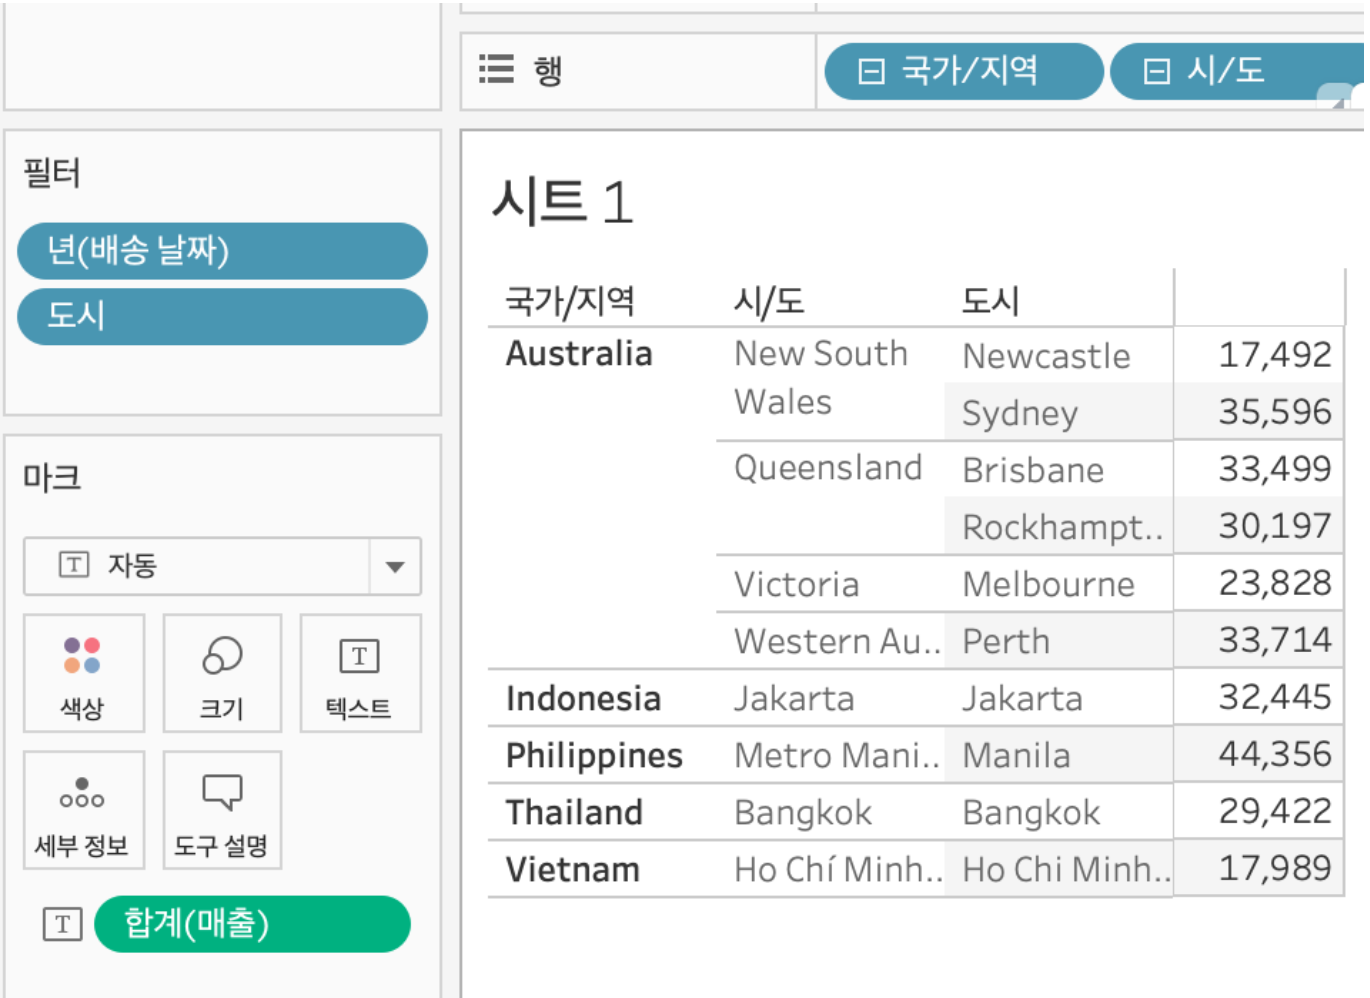 행 국가/지역 시/도
필터
년(배송 날짜)
도시
마크
T 자동
색상 크기 T 텍스트
세부 정보 도구 설명
T 합계(매출)
시트 1
국가/지역 시/도 도시
Australia New South Wales Newcastle 17,492
Sydney 35,596
Queensland Brisbane 33,499
Rockhampt.. 30,197
Victoria Melbourne 23,828
Western Au.. Perth 33,714
Indonesia Jakarta Jakarta 32,445
Philippines Metro Mani.. Manila 44,356
Thailand Bangkok Bangkok 29,422
Vietnam Ho Chí Minh.. Ho Chi Minh.. 17,989